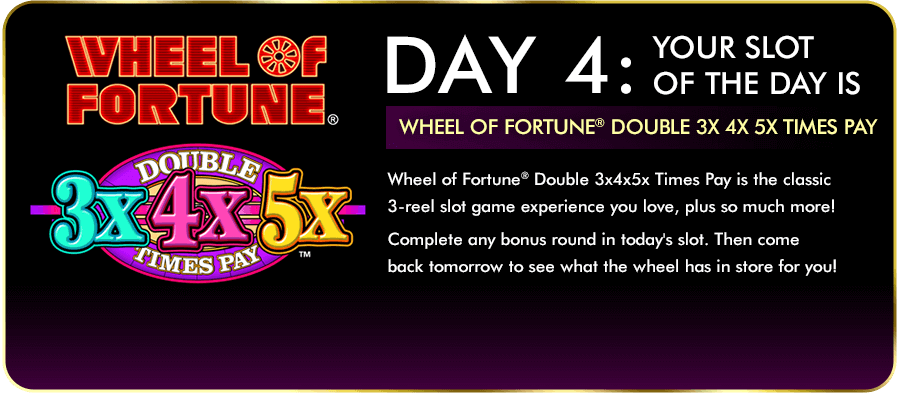 WHEEL OF
FORTUNE®
DOUBLE
3X 4X 5X
TIMES PAY™
DAY 4: YOUR SLOT
OF THE DAY IS
WHEEL OF FORTUNE® DOUBLE 3X 4X 5X TIMES PAY
Wheel of Fortune® Double 3x4x5x Times Pay is the classic
3-reel slot game experience you love, plus so much more!
Complete any bonus round in today's slot. Then come
back tomorrow to see what the wheel has in store for you!